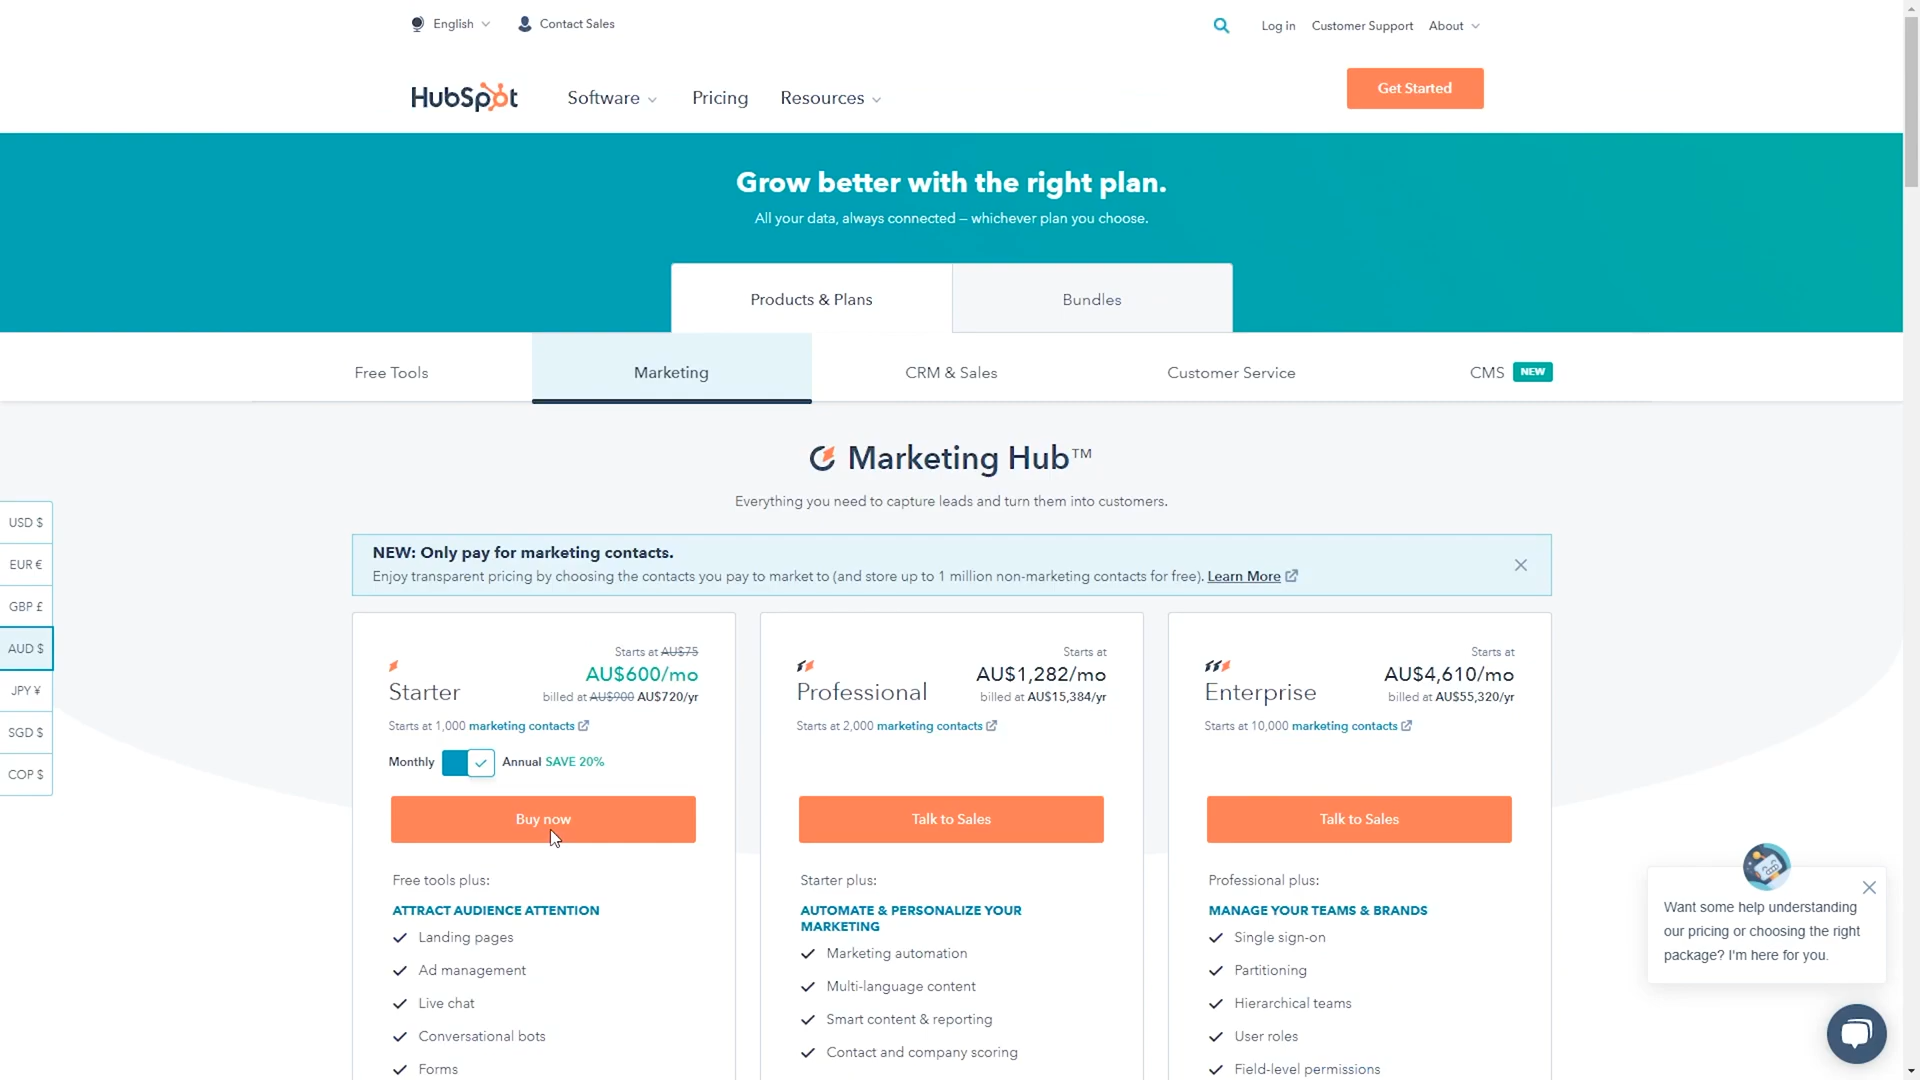 English
Contact Sales
Log in
Customer Support
About
HubSpot
Software
Pricing
Resources
Get Started
Grow better with the right plan.
All your data, always connected – whichever plan you choose.
Products & Plans
Bundles
Free Tools
Marketing
CRM & Sales
Customer Service
CMS NEW
Marketing Hub™
Everything you need to capture leads and turn them into customers.
USD $
EUR €
GBP £
AUD $
JPY ¥
SGD $
COP $
NEW: Only pay for marketing contacts.
Enjoy transparent pricing by choosing the contacts you pay to market to (and store up to 1 million non-marketing contacts for free). Learn More
Starts at AU$75
AU$600/mo
Starter
billed at AU$900 AU$720/yr
Starts at 1,000 marketing contacts
Monthly
Annual SAVE 20%
Buy now
Free tools plus:
ATTRACT AUDIENCE ATTENTION
Landing pages
Ad management
Live chat
Conversational bots
Forms
Starts at
AU$1,282/mo
Professional
billed at AU$15,384/yr
Starts at 2,000 marketing contacts
Talk to Sales
Starter plus:
AUTOMATE & PERSONALIZE YOUR
MARKETING
Marketing automation
Multi-language content
Smart content & reporting
Contact and company scoring
Starts at
AU$4,610/mo
Enterprise
billed at AU$55,320/yr
Starts at 10,000 marketing contacts
Talk to Sales
Professional plus:
MANAGE YOUR TEAMS & BRANDS
Single sign-on
Partitioning
Hierarchical teams
User roles
Field-level permissions
Want some help understanding
our pricing or choosing the right
package? I'm here for you.